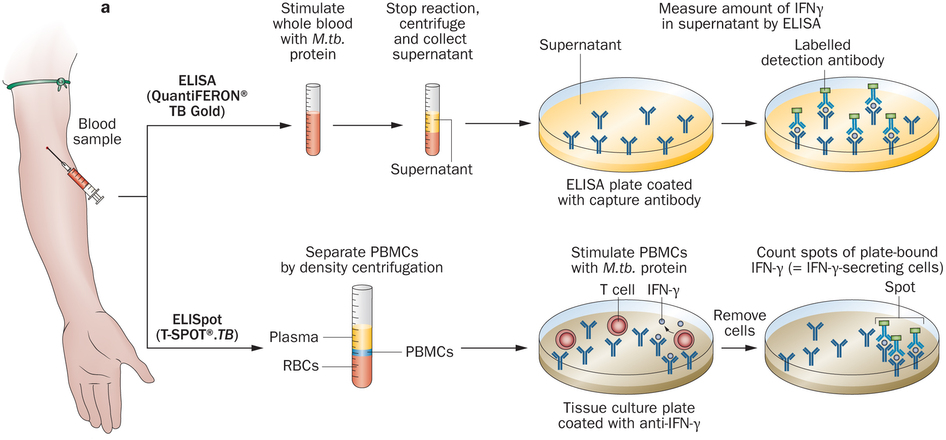 a
Blood
sample
ELISA
(QuantiFERON®
TB Gold)
Stimulate
whole blood
with M.tb.
protein
Stop reaction,
centrifuge
and collect
supernatant
Supernatant
Measure amount of IFNγ
in supernatant by ELISA
Supernatant
ELISA plate coated
with capture antibody
Labelled
detection antibody
ELISpot
(T-SPOT®.TB)
Separate PBMCs
by density centrifugation
Plasma
RBCs
PBMCs
Stimulate PBMCs
with M.tb. protein
T cell
IFN-γ
Tissue culture plate
coated with anti-IFN-γ
Remove
cells
Count spots of plate-bound
IFN-γ (= IFN-γ-secreting cells)
Spot